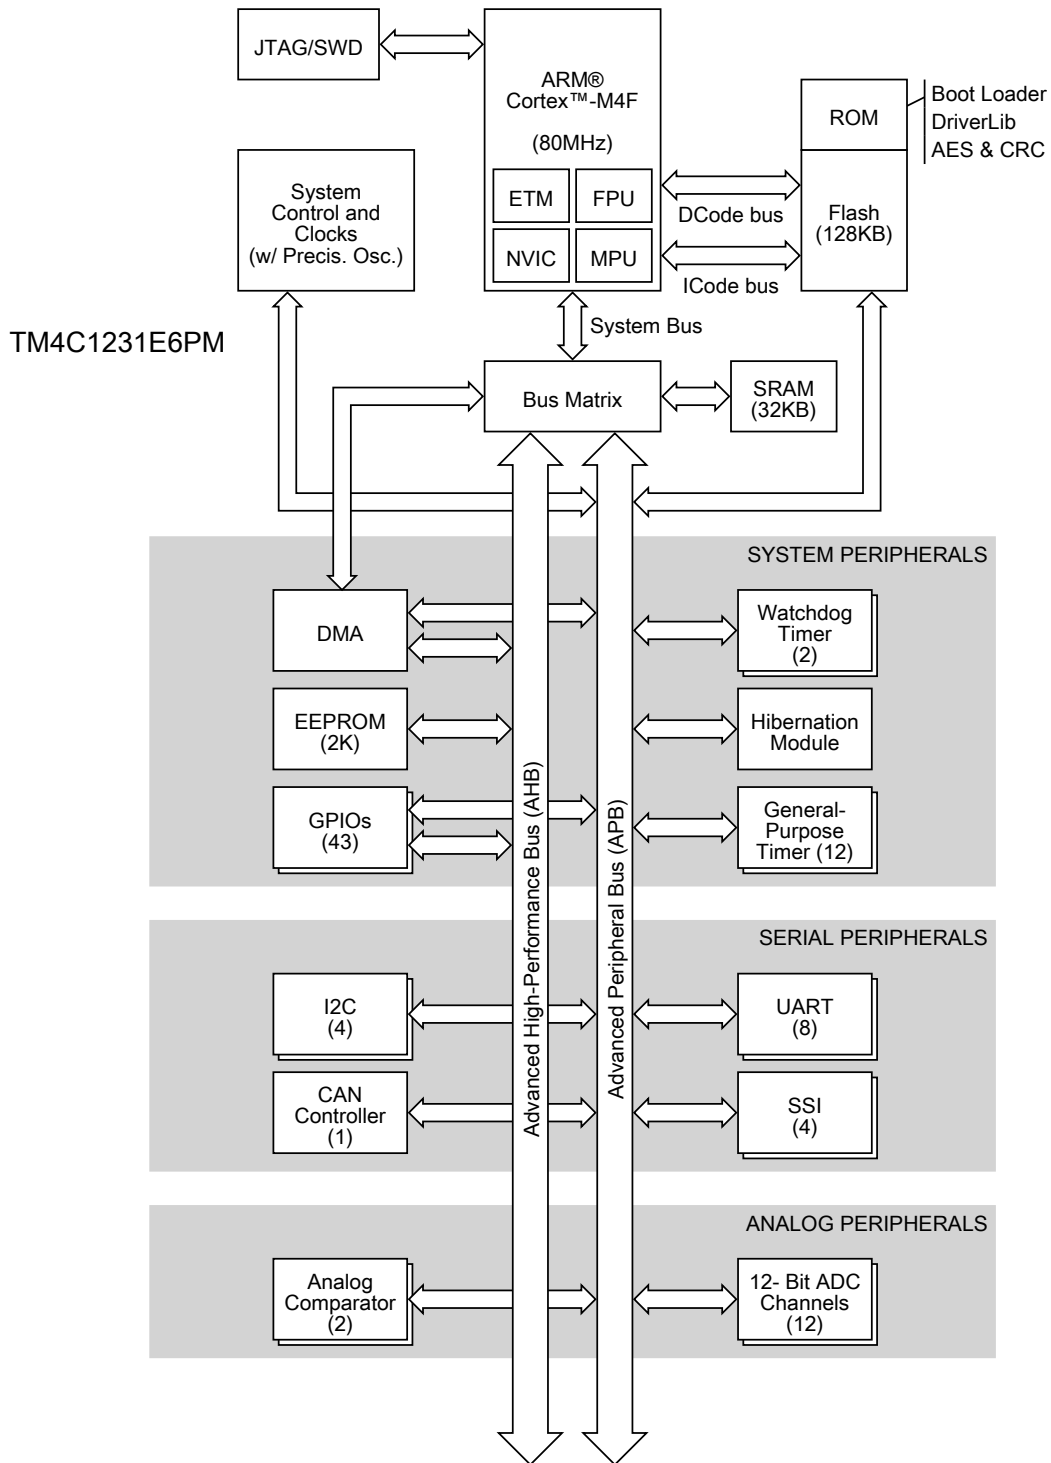 JTAG/SWD
ARM®
Cortex™-M4F
(80MHz)
ETM
FPU
NVIC
MPU
ROM
Boot Loader
DriverLib
AES & CRC
Flash
(128KB)
DCode bus
ICode bus
System
Control and
Clocks
(w/ Precis. Osc.)
TM4C1231E6PM
System Bus
Bus Matrix
SRAM
(32KB)
SYSTEM PERIPHERALS
DMA
Watchdog
Timer
(2)
EEPROM
(2K)
Hibernation
Module
GPIOs
(43)
General-
Purpose
Timer (12)
Advanced High-Performance Bus (AHB)
Advanced Peripheral Bus (APB)
SERIAL PERIPHERALS
I2C
(4)
UART
(8)
CAN
Controller
(1)
SSI
(4)
ANALOG PERIPHERALS
Analog
Comparator
(2)
12- Bit ADC
Channels
(12)